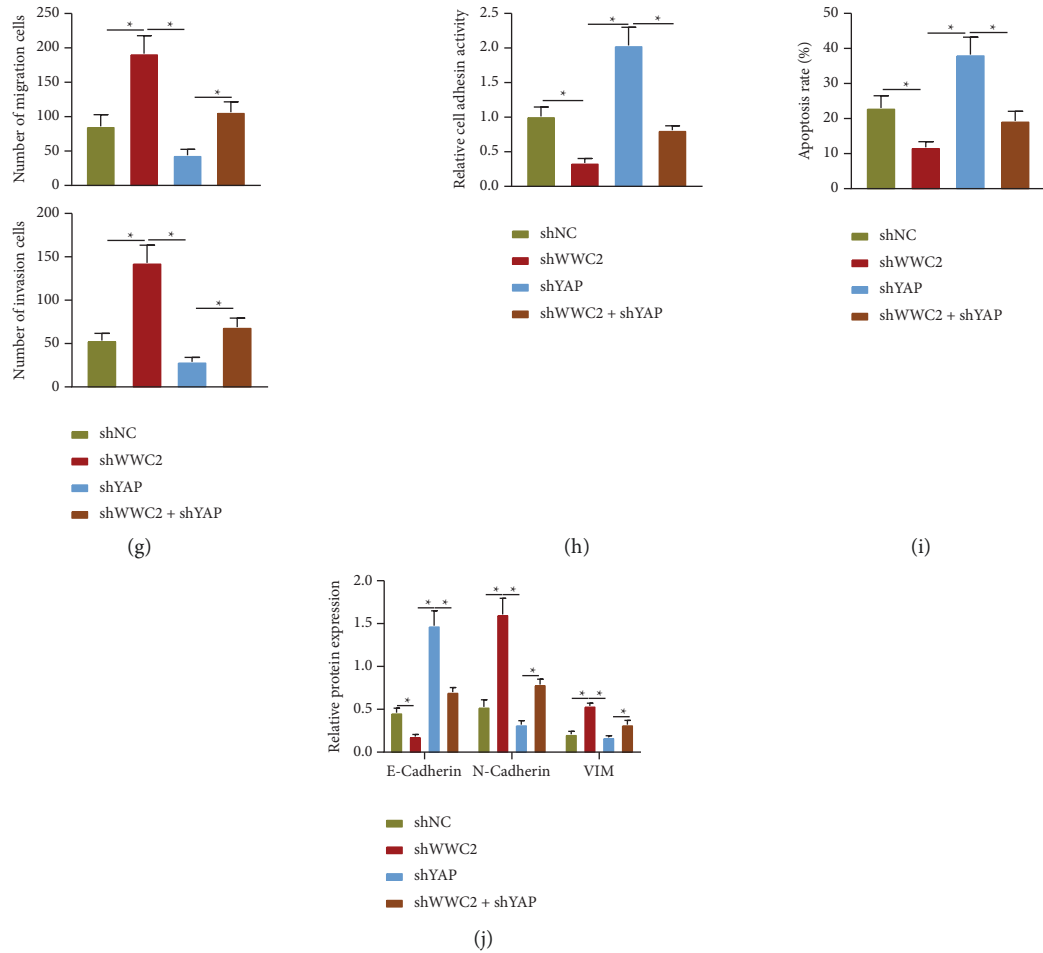 Number of migration cells
250
200
150
100
50
0
* *
*
Number of invasion cells
200
150
100
50
0
* *
*
shNC
shWWC2
shYAP
shWWC2 + shYAP
(g)
Relative cell adhesin activity
2.5
2.0
1.5
1.0
0.5
0.0
* *
*
shNC
shWWC2
shYAP
shWWC2 + shYAP
(h)
Apoptosis rate (%)
50
40
30
20
10
0
* *
*
shNC
shWWC2
shYAP
shWWC2 + shYAP
(i)
Relative protein expression
2.0
1.5
1.0
0.5
0.0
* *
*
* *
*
* *
*
E-Cadherin N-Cadherin VIM
shNC
shWWC2
shYAP
shWWC2 + shYAP
(j)